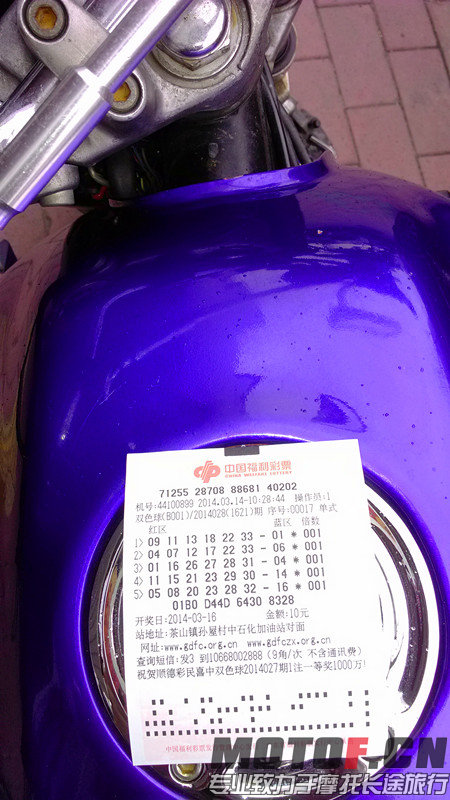 中国福利彩票
CHINA WELFARE LOTTERY
71255 28708 88681 40202
机号:44100899 2014.03.14-10:28:44 操作员:1
双色球(B001)/2014028(1621)期 序号:00017 单式
红区 蓝区 倍数
1> 09 11 13 18 22 33 - 01 * 001
2> 04 07 12 17 22 33 - 06 * 001
3> 01 16 26 27 28 31 - 04 * 001
4> 11 15 21 23 29 30 - 14 * 001
5> 05 08 20 23 28 32 - 16 * 001
01B0 D44D 6430 8328
开奖日:2014-03-16 金额:10元
站地址:茶山镇孙屋村中石化加油站对面
网址:www.gdfc.org.cn www.gdfczx.org.cn
查询短信:发3 到10668002888 (9角/次 不含通讯费)
祝贺顺德彩民喜中双色球2014027期1注一等奖1000万!
中国福利彩票发
MOTOF.CN
专业致力于摩托长途旅行